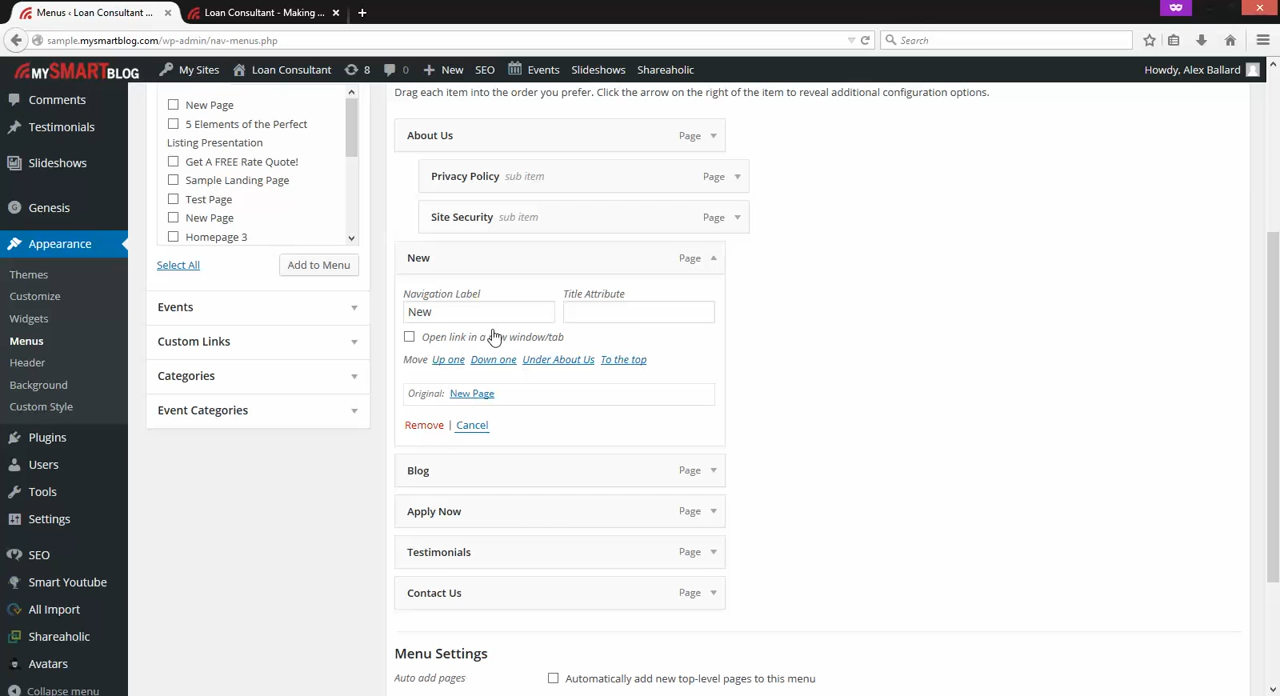 Menus ‹ Loan Consultant ... ×
Loan Consultant - Making ... ×
sample.mysmartblog.com/wp-admin/nav-menus.php
Search
MYSMARTBLOG
My Sites
Loan Consultant
8
0
New
SEO
Events
Slideshows
Shareaholic
Howdy, Alex Ballard
Comments
Testimonials
Slideshows
Genesis
Appearance
Themes
Customize
Widgets
Menus
Header
Background
Custom Style
Plugins
Users
Tools
Settings
SEO
Smart Youtube
All Import
Shareaholic
Avatars
Collapse menu
New Page
5 Elements of the Perfect
Listing Presentation
Get A FREE Rate Quote!
Sample Landing Page
Test Page
New Page
Homepage 3
Select All
Add to Menu
Events
Custom Links
Categories
Event Categories
Drag each item into the order you prefer. Click the arrow on the right of the item to reveal additional configuration options.
About Us Page
Privacy Policy sub item Page
Site Security sub item Page
New Page
Navigation Label Title Attribute
New
Open link in a new window/tab
Move Up one Down one Under About Us To the top
Original: New Page
Remove | Cancel
Blog Page
Apply Now Page
Testimonials Page
Contact Us Page
Menu Settings
Auto add pages Automatically add new top-level pages to this menu